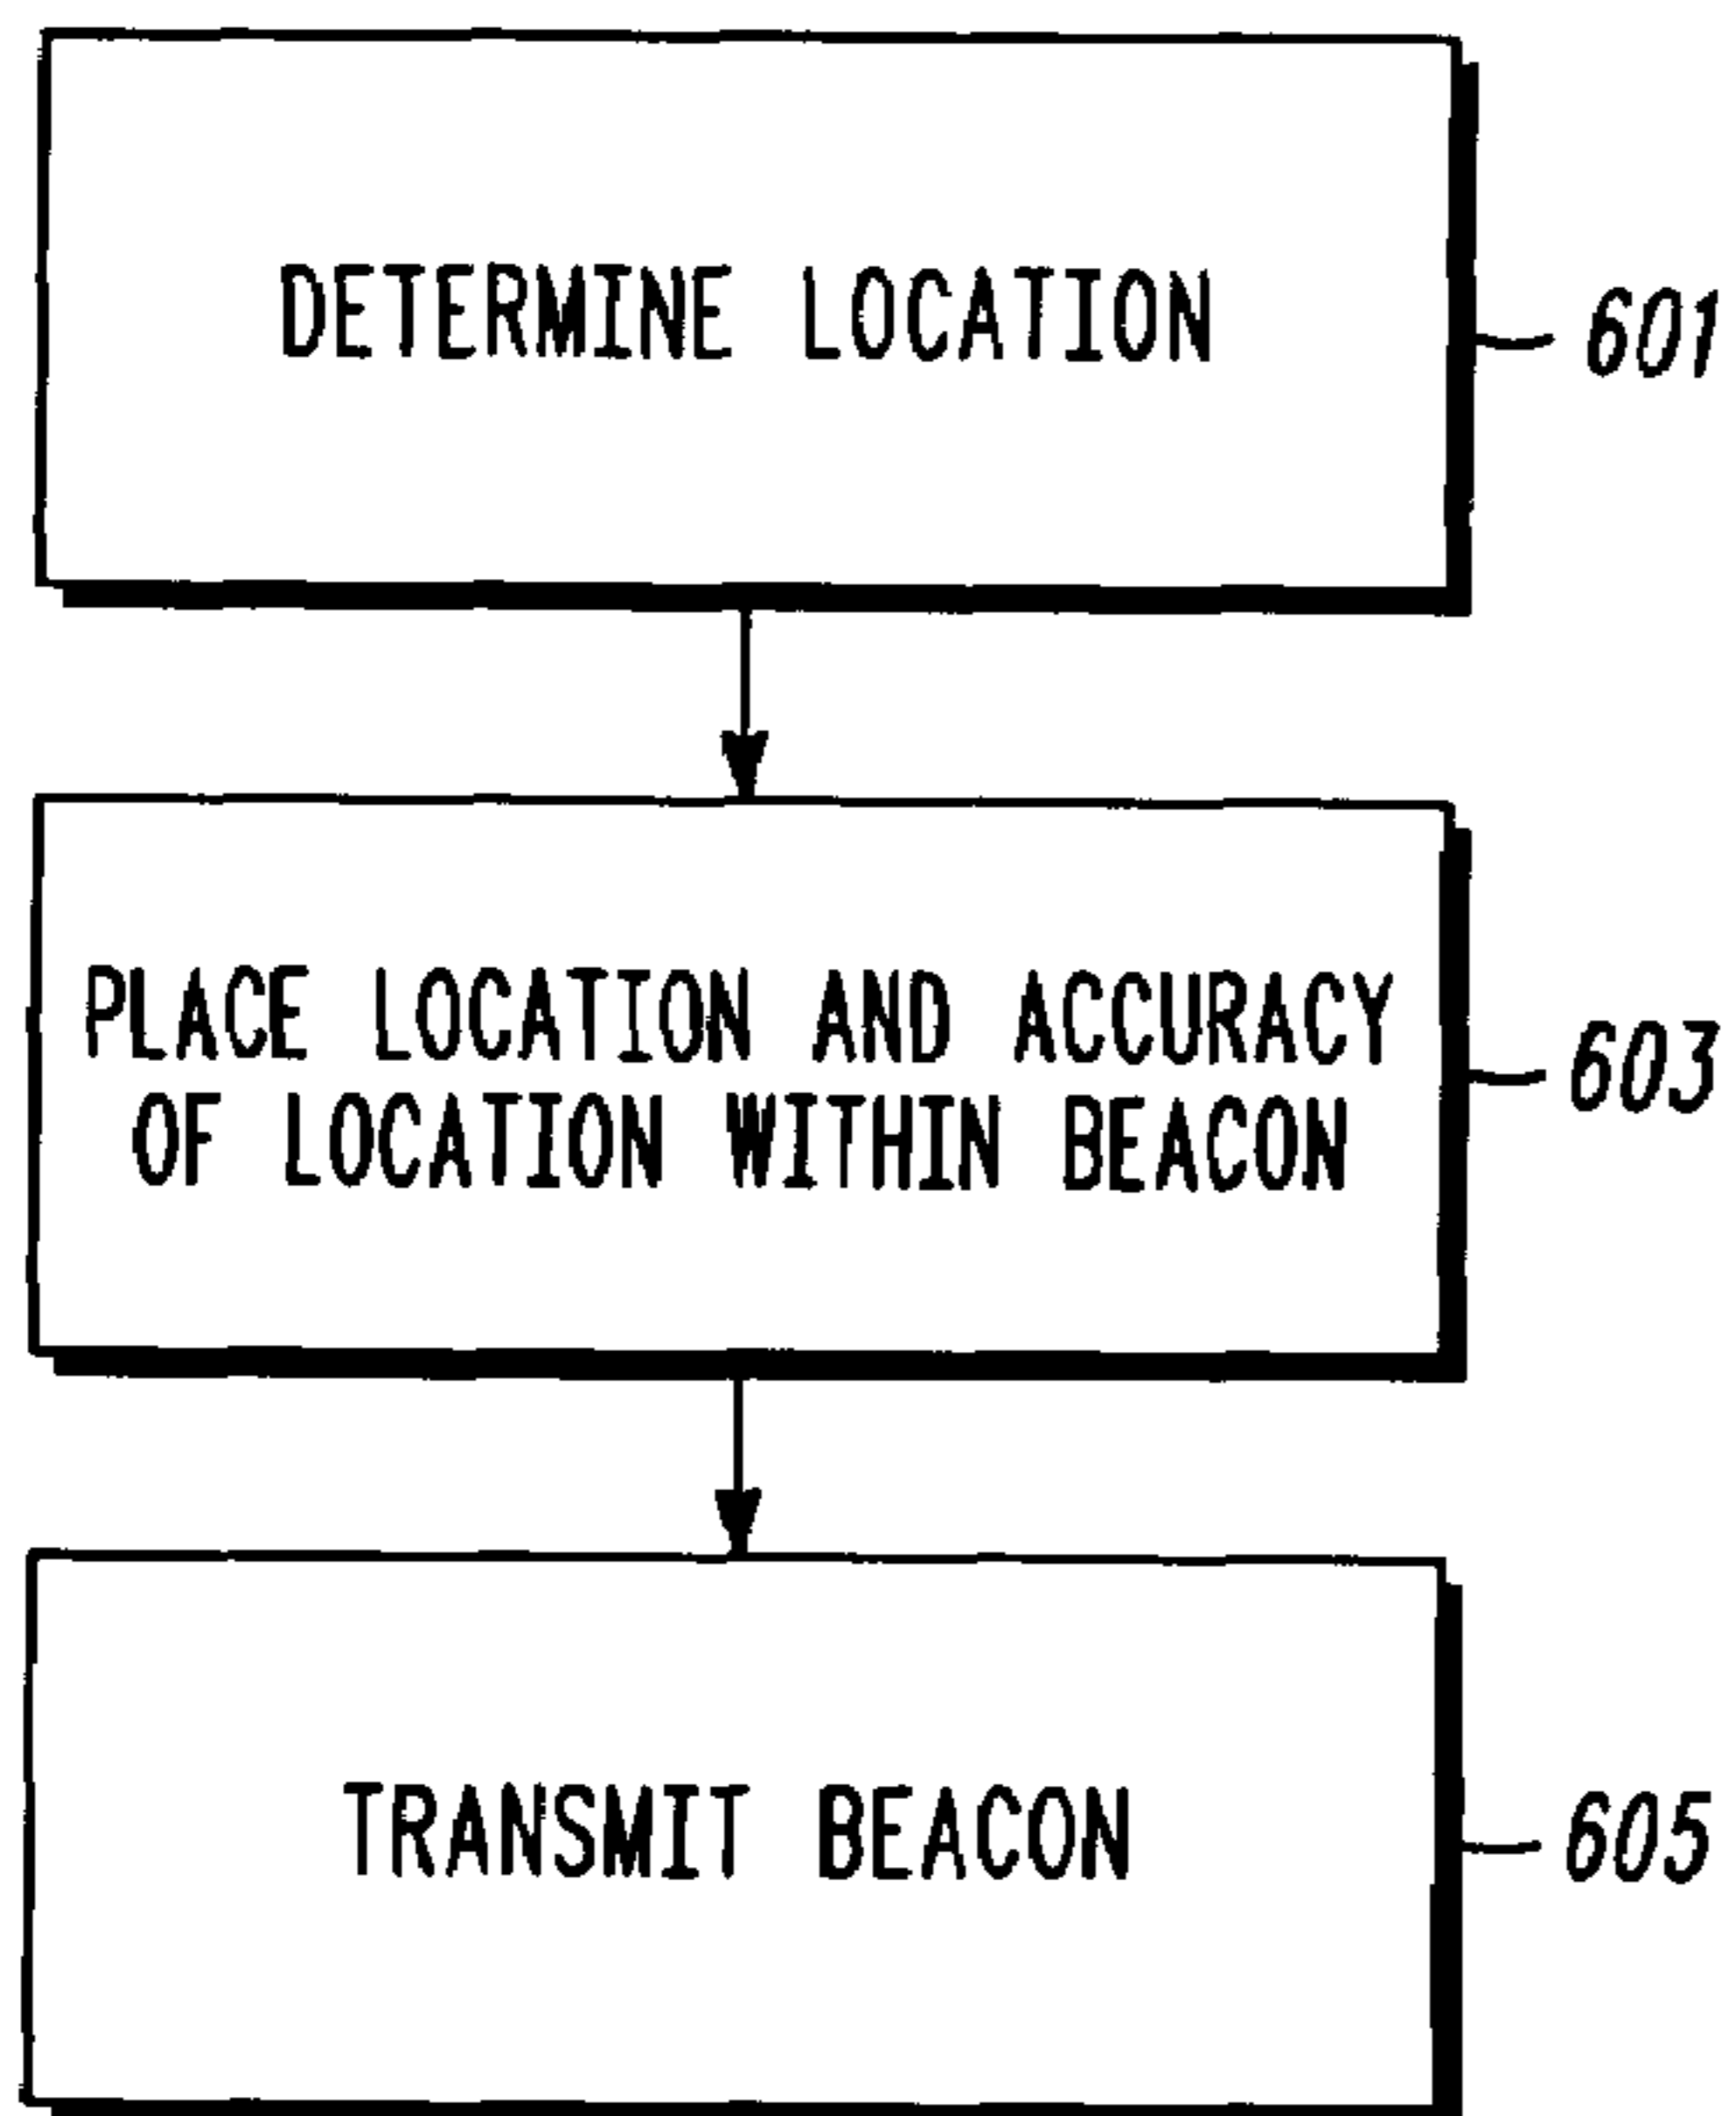 DETERMINE LOCATION
601
PLACE LOCATION AND ACCURACY
OF LOCATION WITHIN BEACON
603
TRANSMIT BEACON
605